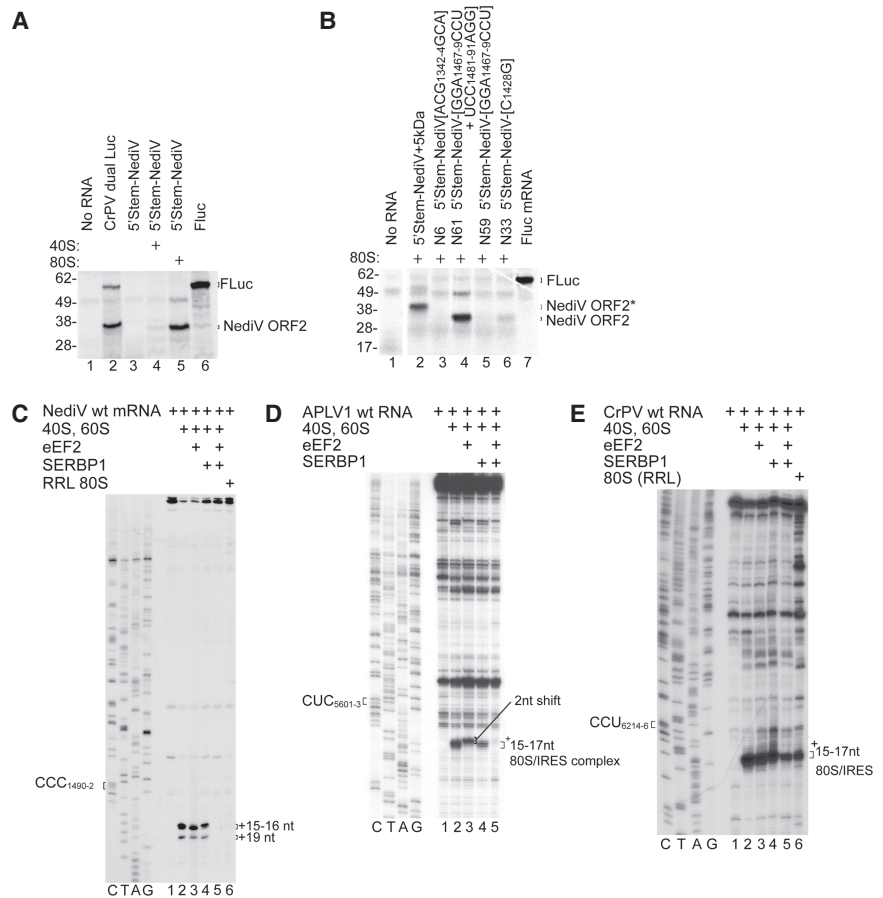 A
No RNA
CrPV dual Luc
5'Stem-NediV
5'Stem-NediV
5'Stem-NediV
Fluc
40S: +
80S: +
62-
49-
38-
28-
FLuc
NediV ORF2
1 2 3 4 5 6
B
No RNA
5'Stem-NediV+5kDa
N6 5'Stem-NediV[ACG1342-4GCA]
N61 5'Stem-NediV-[GGA1467-9CCU
+ UCC1481-91AGG]
N59 5'Stem-NediV-[GGA1467-9CCU]
N33 5'Stem-NediV-[C1428G]
Fluc mRNA
80S: + + + + +
62-
49-
38-
28-
17-
FLuc
NediV ORF2*
NediV ORF2
1 2 3 4 5 6 7
C
NediV wt mRNA + + + + + +
40S, 60S + + + +
eEF2 + +
SERBP1 + +
RRL 80S +
CCC1490-2
+15-16 nt
+19 nt
C T A G 1 2 3 4 5 6
D
APLV1 wt RNA + + + + +
40S, 60S + + + +
eEF2 + +
SERBP1 + +
CUC5601-3
2nt shift
+15-17nt
80S/IRES complex
C T A G 1 2 3 4 5
E
CrPV wt RNA + + + + + +
40S, 60S + + + +
eEF2 + +
SERBP1 + +
80S (RRL) +
CCU6214-6
+15-17nt
80S/IRES
C T A G 1 2 3 4 5 6